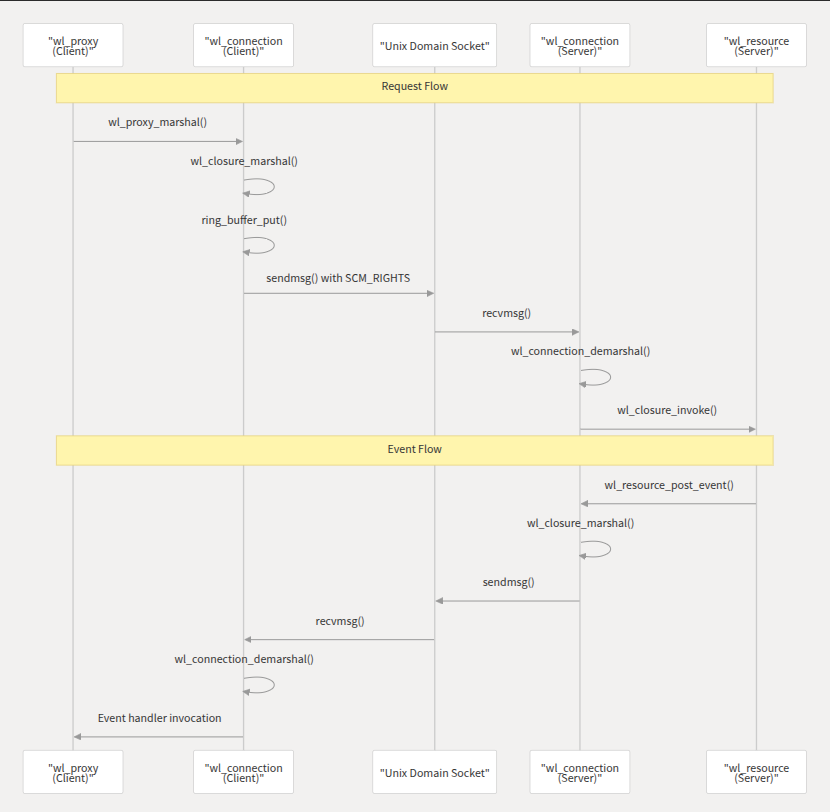 "wl_proxy
(Client)"
"wl_connection
(Client)"
"Unix Domain Socket"
"wl_connection
(Server)"
"wl_resource
(Server)"
Request Flow
wl_proxy_marshal()
wl_closure_marshal()
ring_buffer_put()
sendmsg() with SCM_RIGHTS
recvmsg()
wl_connection_demarshal()
wl_closure_invoke()
Event Flow
wl_resource_post_event()
wl_closure_marshal()
sendmsg()
recvmsg()
wl_connection_demarshal()
Event handler invocation
"wl_proxy
(Client)"
"wl_connection
(Client)"
"Unix Domain Socket"
"wl_connection
(Server)"
"wl_resource
(Server)"